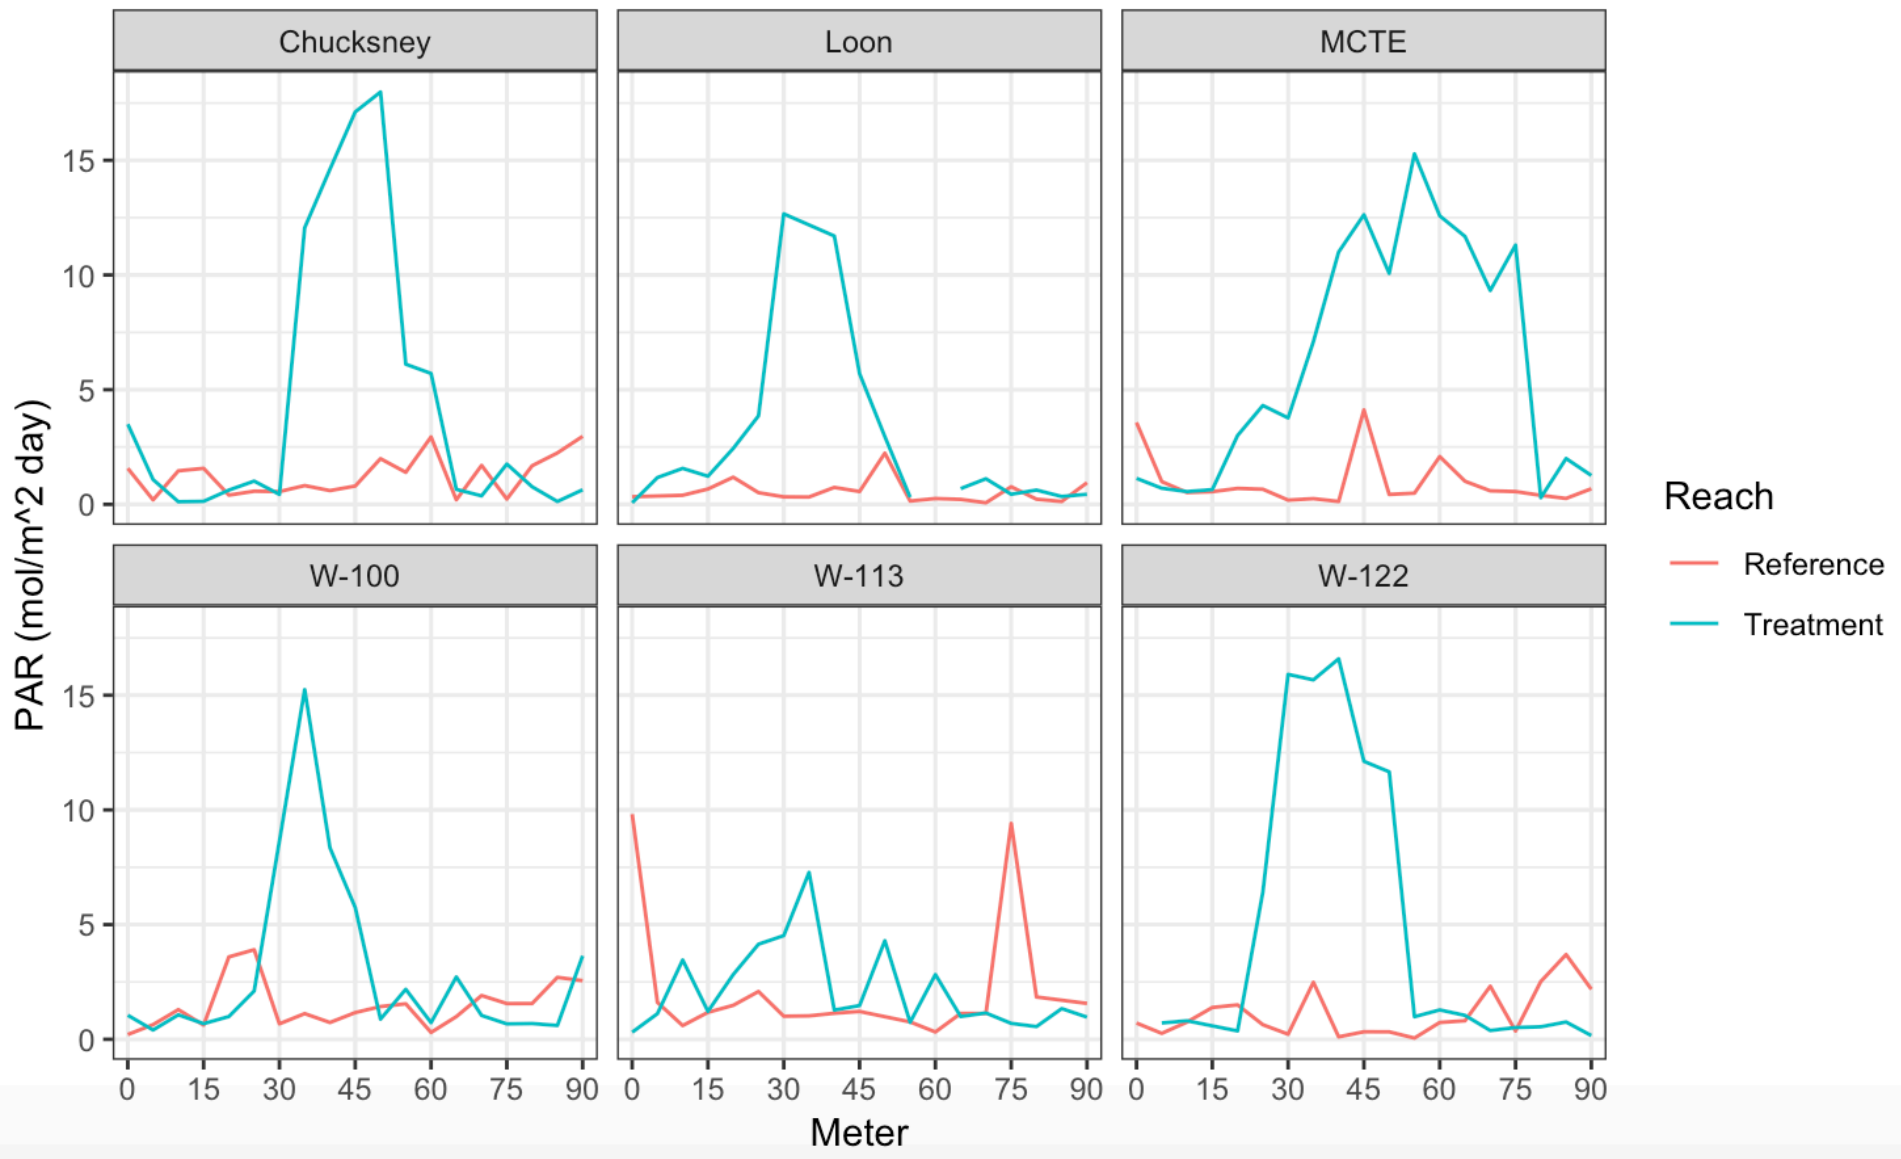 Chucksney Loon MCTE
15
10
5
0
W-100 W-113 W-122
15
10
5
0
0 15 30 45 60 75 90 0 15 30 45 60 75 90 0 15 30 45 60 75 90
Meter
PAR (mol/m^2 day)
Reach
Reference
Treatment